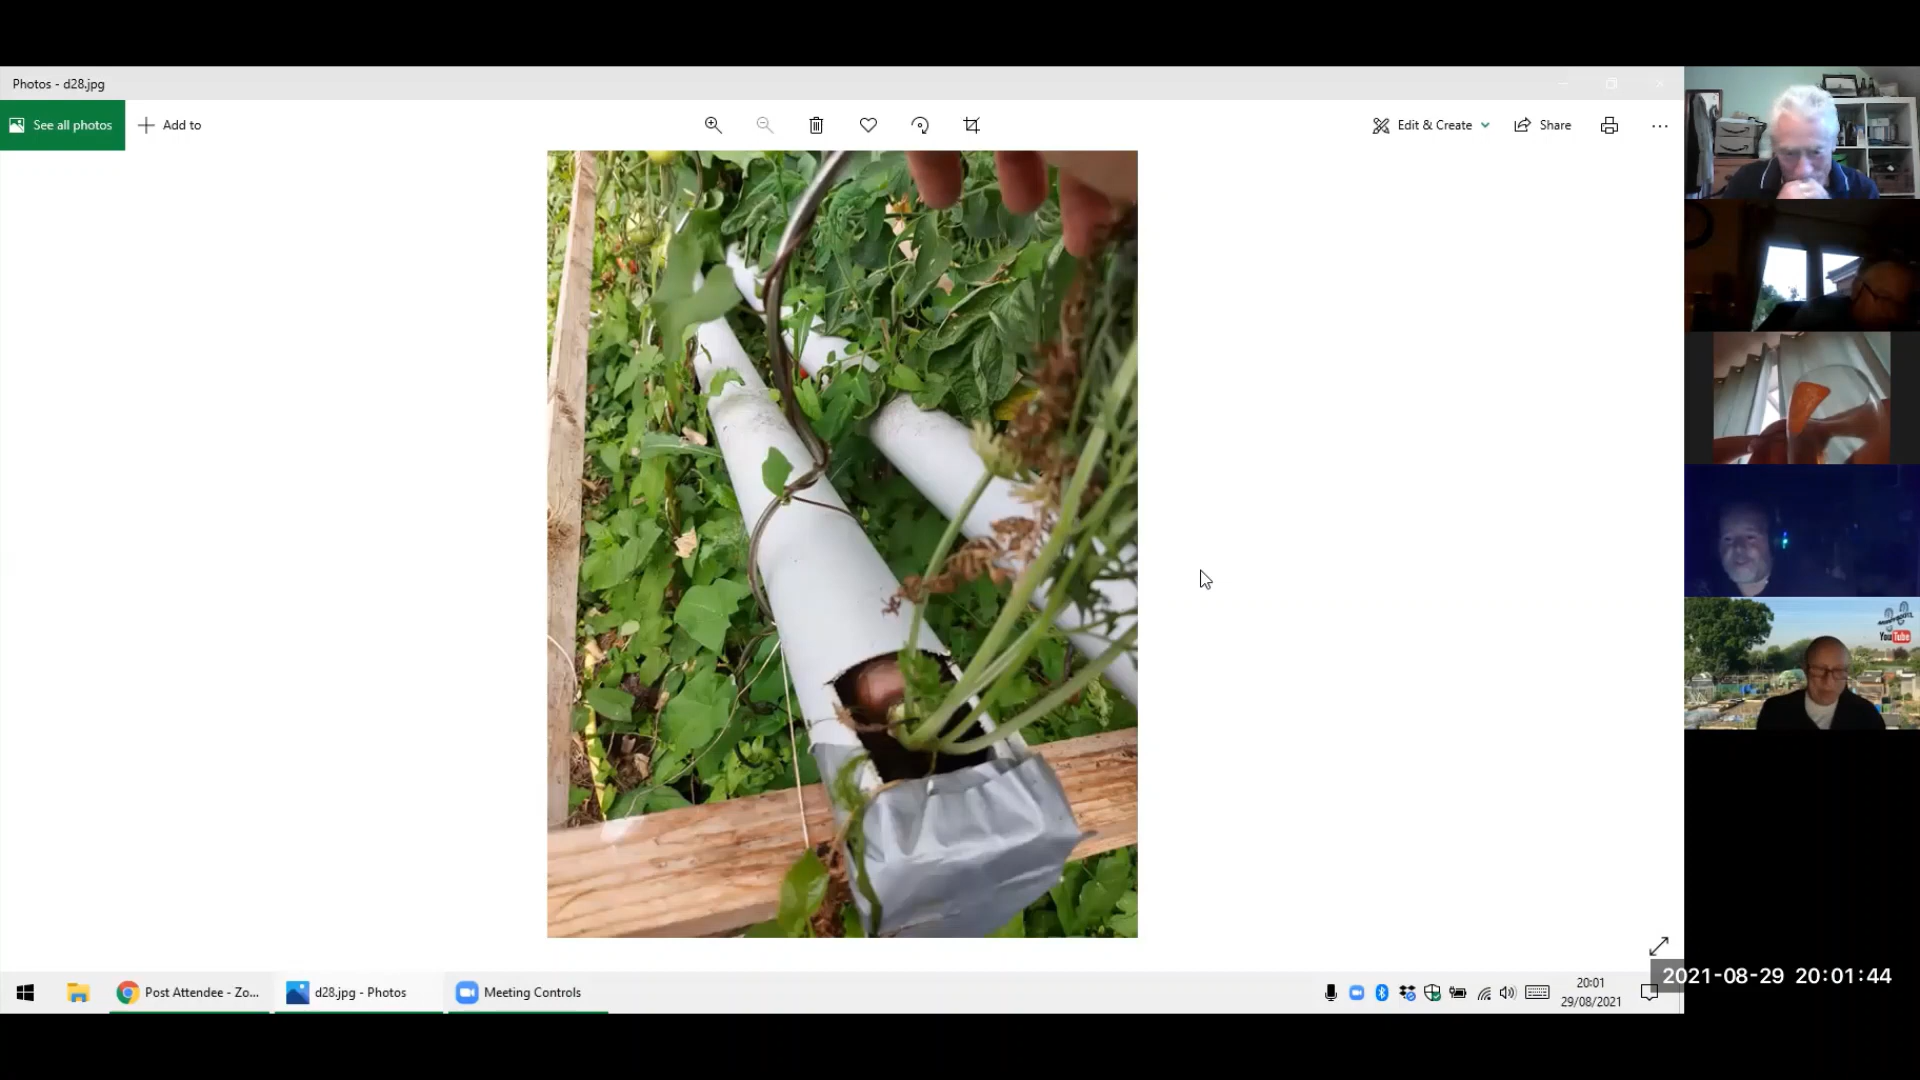 Photos - d28.jpg
See all photos
Add to
Edit & Create
Share
YouTube
Post Attendee - Zo...
d28.jpg - Photos
Meeting Controls
20:01
29/08/2021
2021-08-29 20:01:44